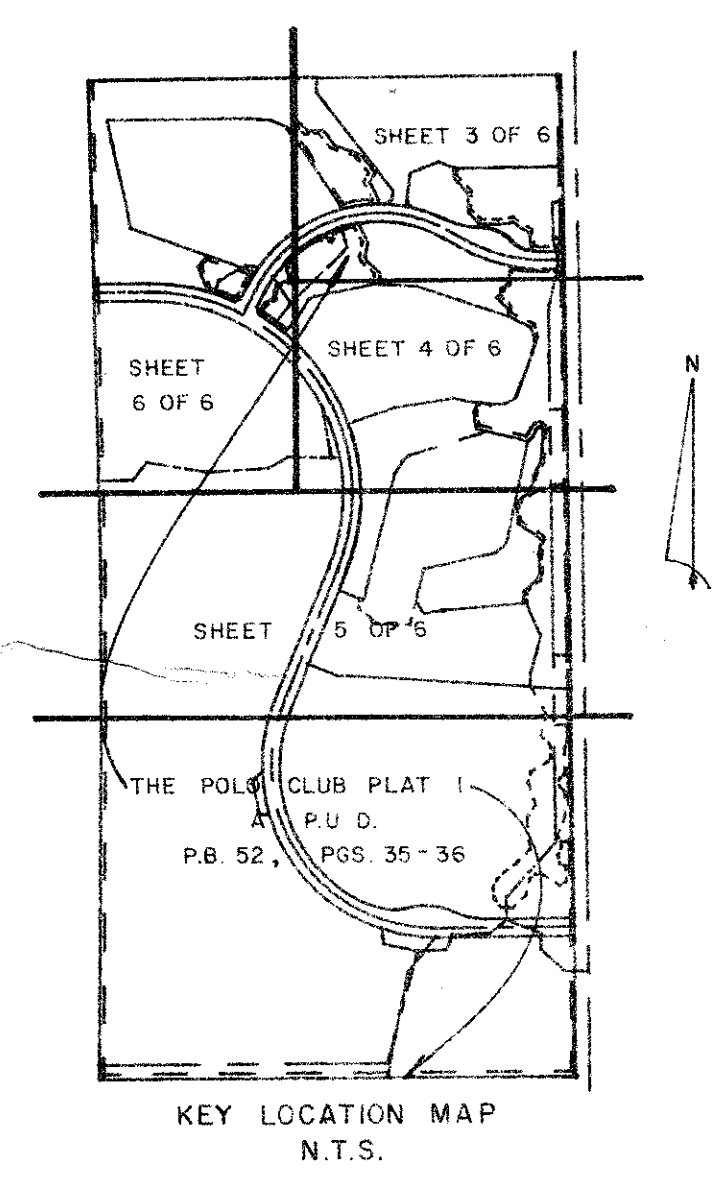 SHEET 3 OF 6
SHEET 4 OF 6
SHEET
6 OF 6
N
SHEET 5 OF 6
THE POLO CLUB PLAT I
A P.U D.
P.B. 52, PGS. 35-36
KEY LOCATION MAP
N.T.S.